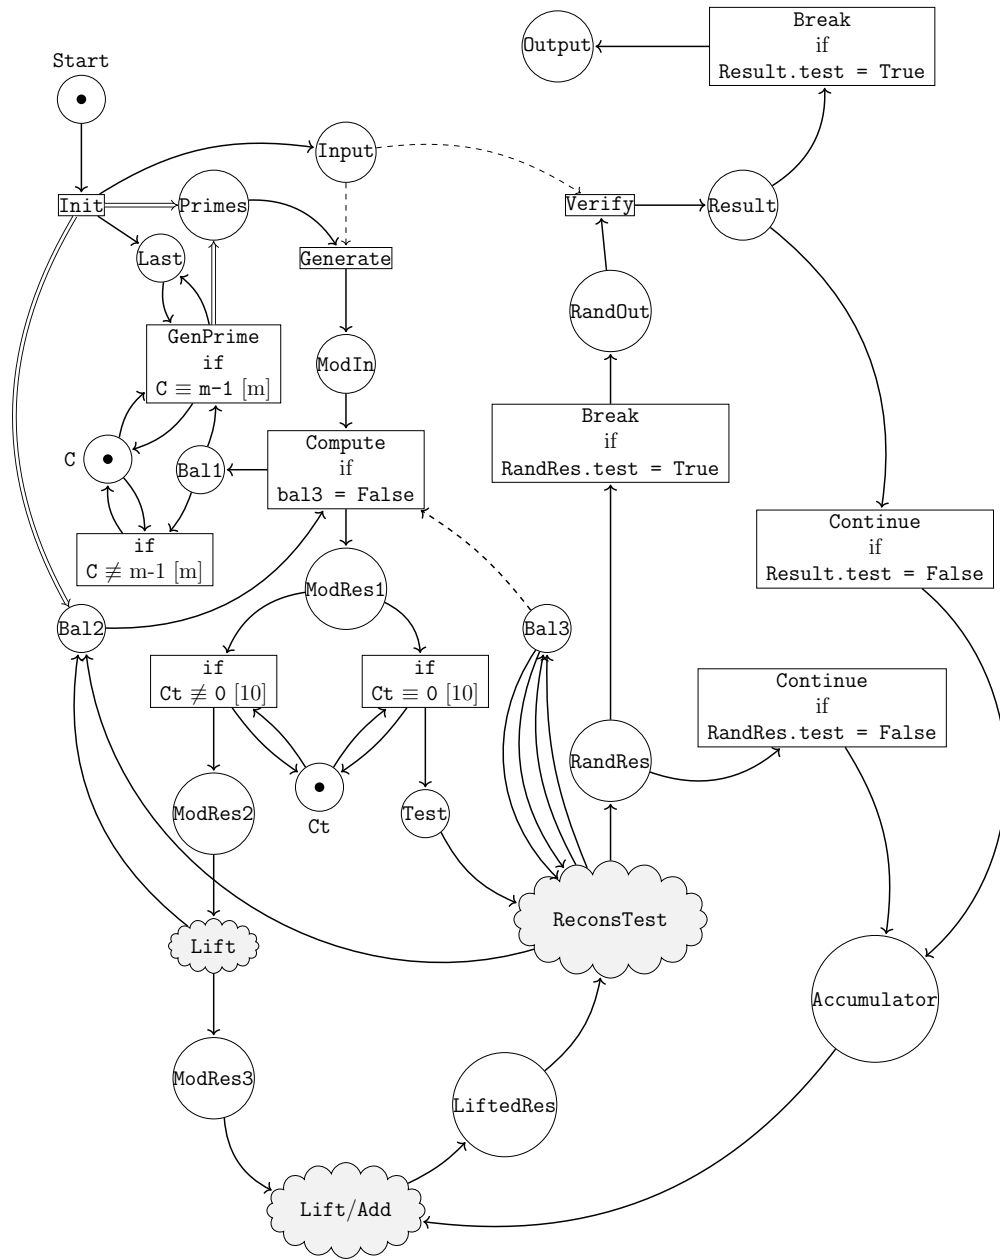 Output
Break
if
Result.test = True
Start
Input
Init
Primes
Verify
Result
Last
Generate
RandOut
GenPrime
if
C ≡ m-1 [m]
ModIn
Break
if
RandRes.test = True
Compute
if
bal3 = False
C
Bal1
Continue
if
Result.test = False
if
C ≢ m-1 [m]
ModRes1
Bal2
Bal3
if
Ct ≢ 0 [10]
if
Ct ≡ 0 [10]
Continue
if
RandRes.test = False
RandRes
ModRes2
Ct
Test
ReconsTest
Lift
Accumulator
ModRes3
LiftedRes
Lift/Add